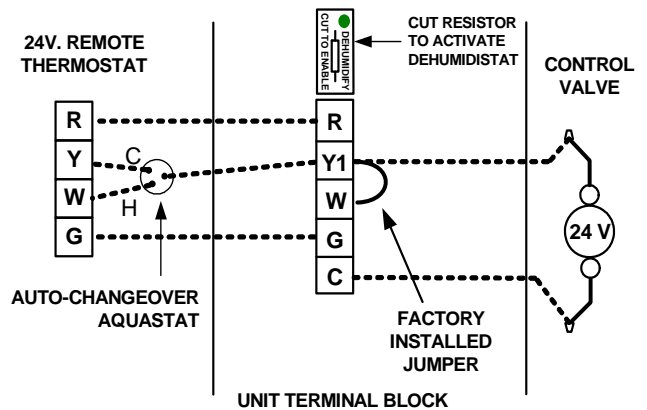 24V. REMOTE
THERMOSTAT
CUT TO ENABLE
DEHUMIDIFY
CUT RESISTOR
TO ACTIVATE
DEHUMIDISTAT
CONTROL
VALVE
R
Y
W
G
C
H
R
Y1
W
G
C
24 V
AUTO-CHANGEOVER
AQUASTAT
FACTORY
INSTALLED
JUMPER
UNIT TERMINAL BLOCK